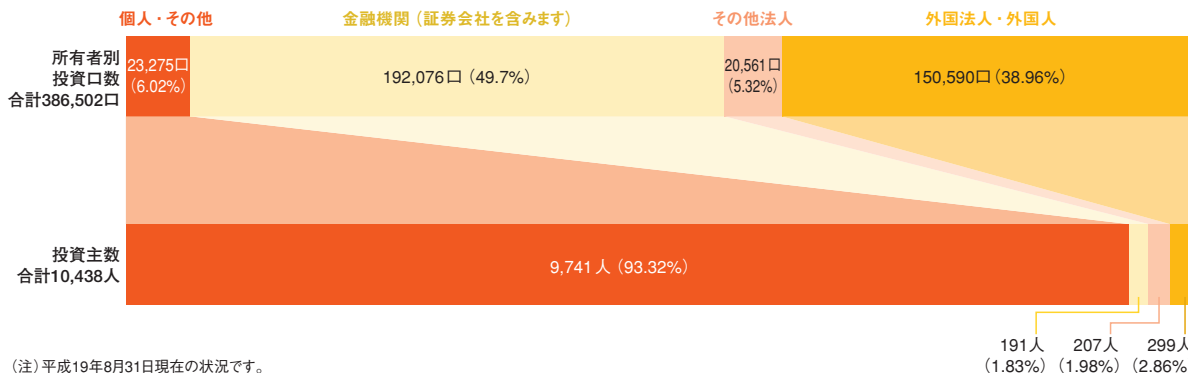 個人・その他
金融機関（証券会社を含みます）
その他法人
外国法人・外国人
所有者別
投資口数
合計386,502口
23,275口
(6.02%)
192,076口（49.7%）
20,561口
(5.32%)
150,590口（38.96%）
投資主数
合計10,438人
9,741人（93.32%）
191人
(1.83%)
207人
(1.98%)
299人
(2.86%
（注）平成19年8月31日現在の状況です。